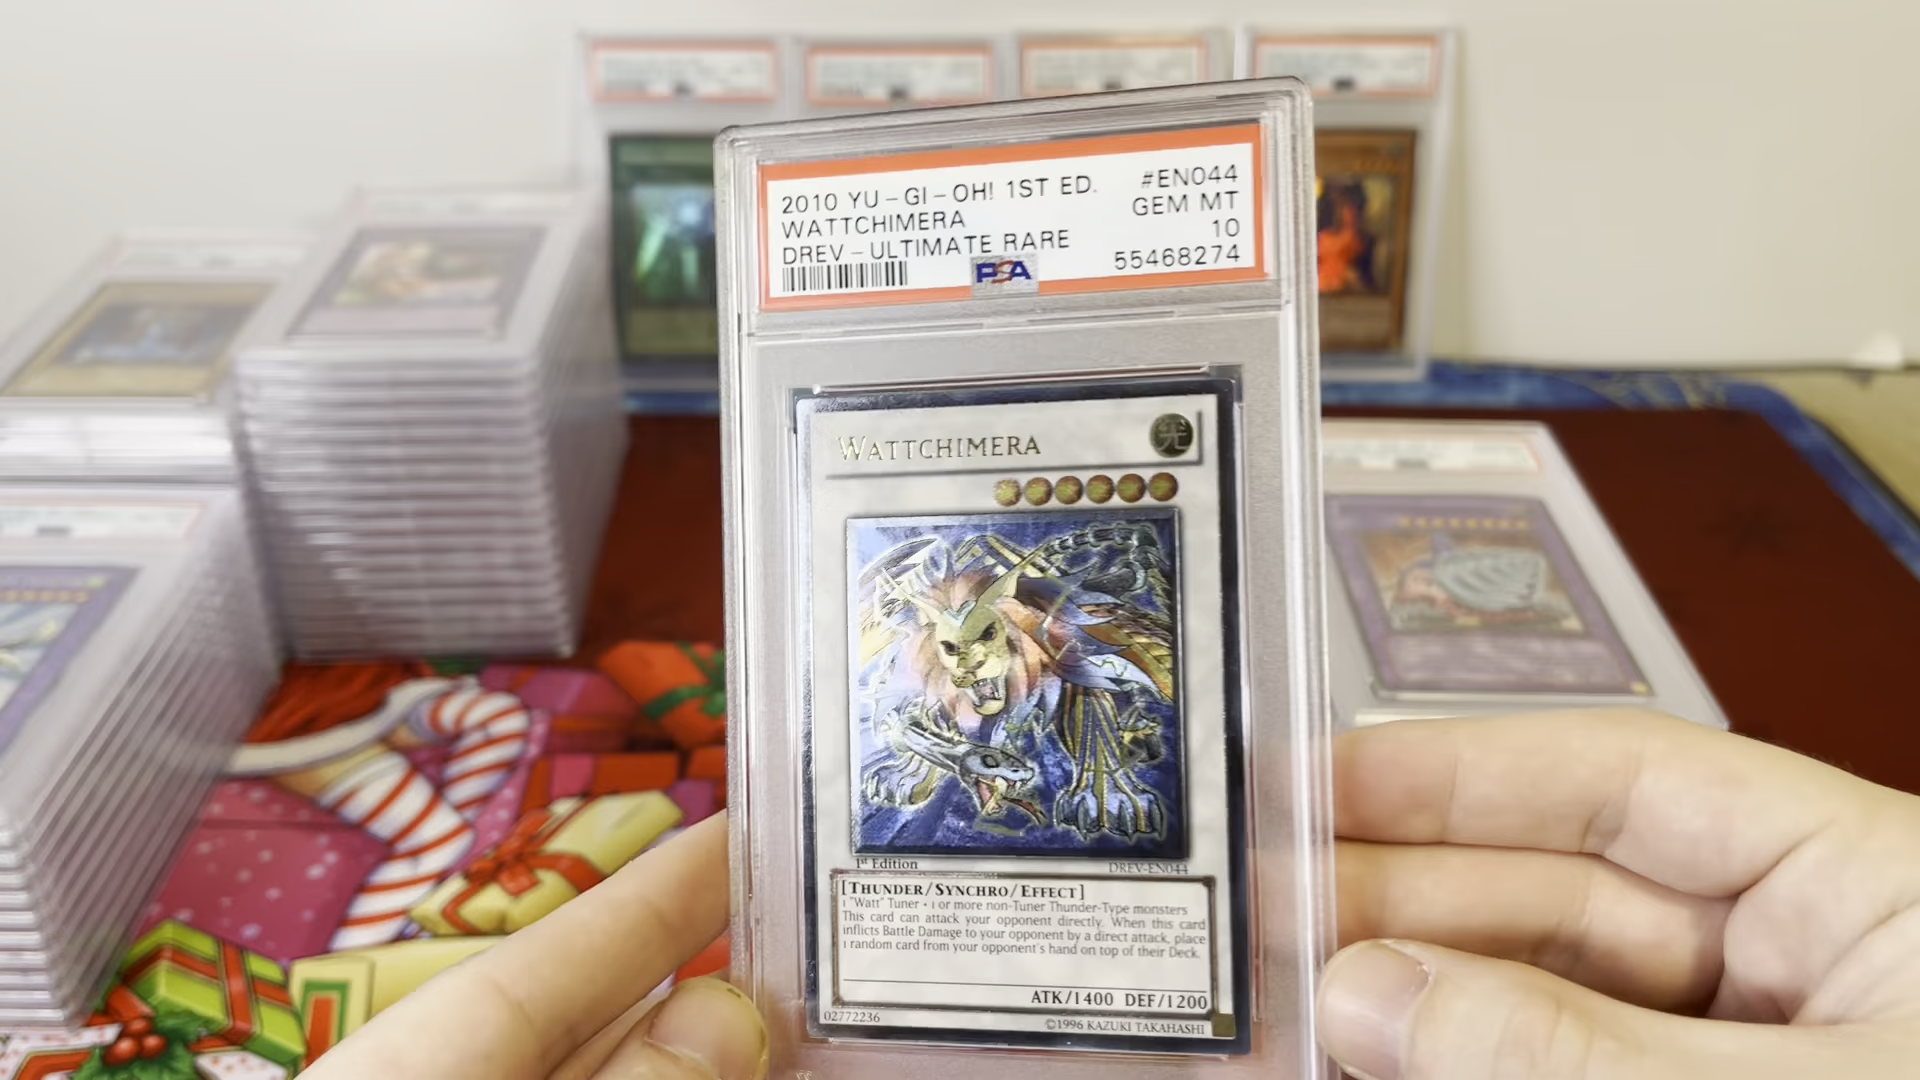 2010 YU-GI-OH! 1ST ED. #EN044
WATTCHIMERA GEM MT
DREV-ULTIMATE RARE 10
PSA 55468274
WATTCHIMERA
光
1st Edition DREV-EN044
[THUNDER/SYNCHRO/EFFECT]
1 "Watt" Tuner + 1 or more non-Tuner Thunder-Type monsters
This card can attack your opponent directly. When this card
inflicts Battle Damage to your opponent by a direct attack, place
1 random card from your opponent's hand on top of their Deck.
ATK/1400 DEF/1200
02772236 ©1996 KAZUKI TAKAHASHI